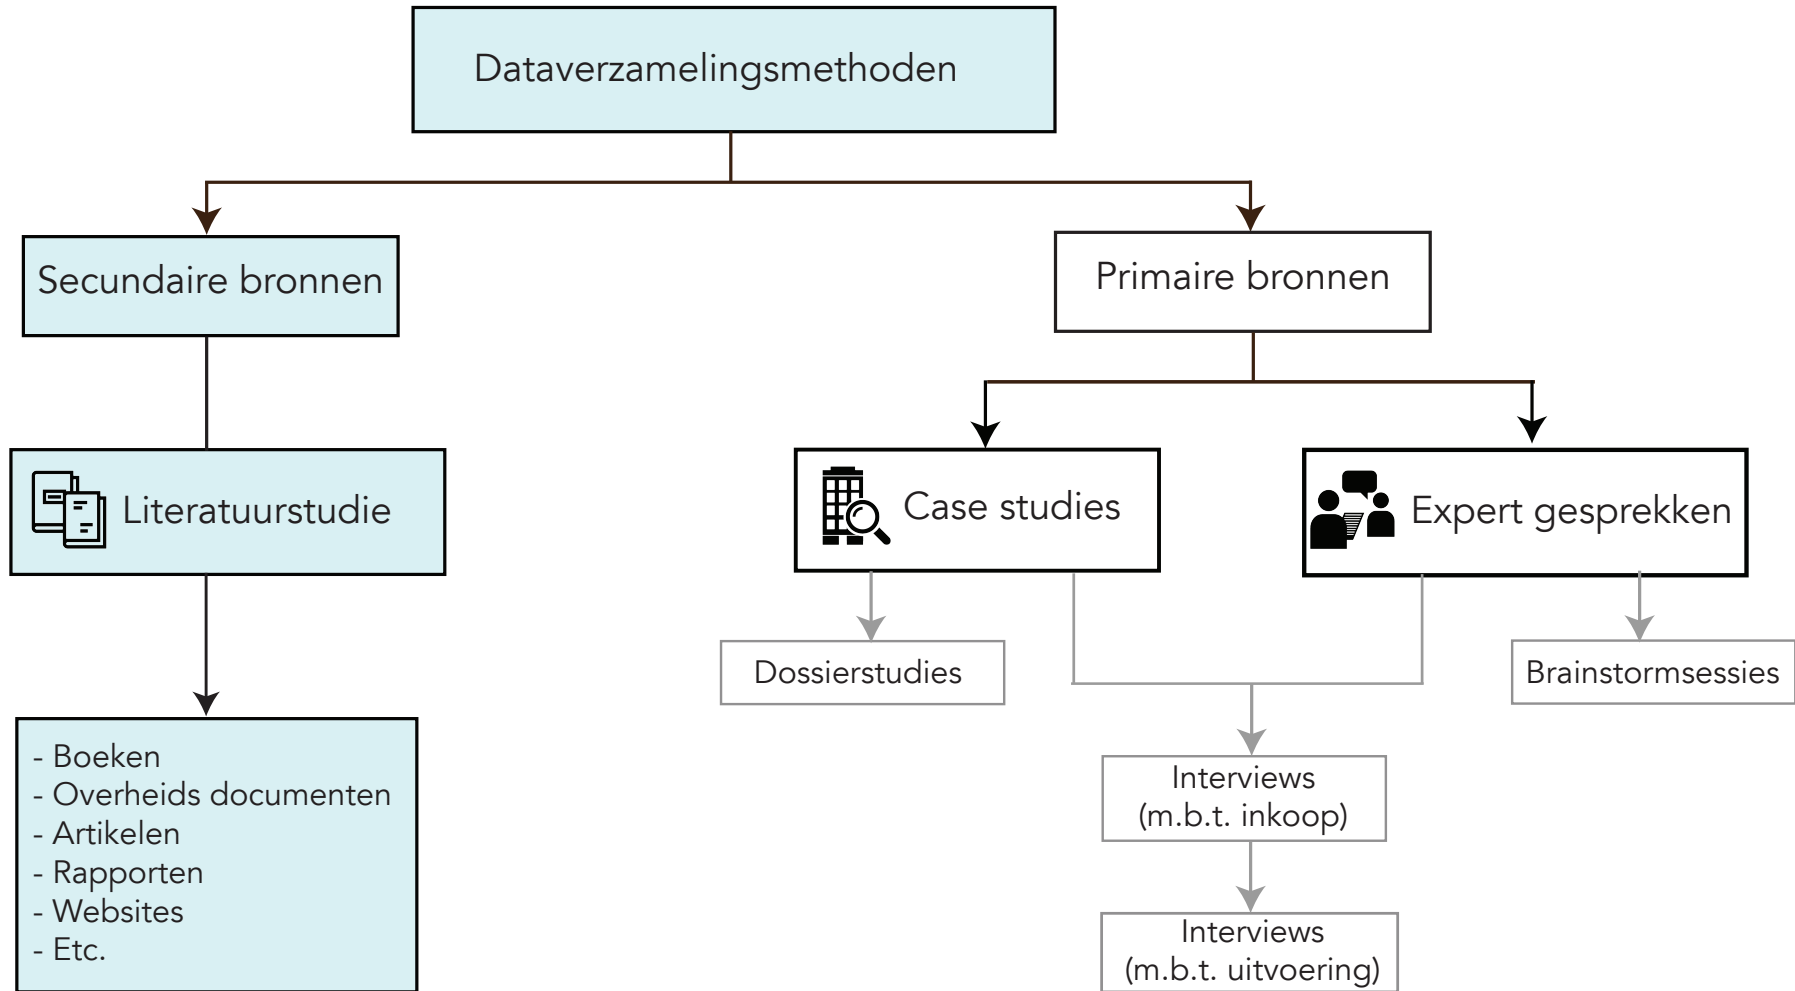 Dataverzamelingsmethoden
Secundaire bronnen
Primaire bronnen
Literatuurstudie
Case studies
Expert gesprekken
Dossierstudies
Brainstormsessies
- Boeken
- Overheids documenten
- Artikelen
- Rapporten
- Websites
- Etc.
Interviews
(m.b.t. inkoop)
Interviews
(m.b.t. uitvoering)